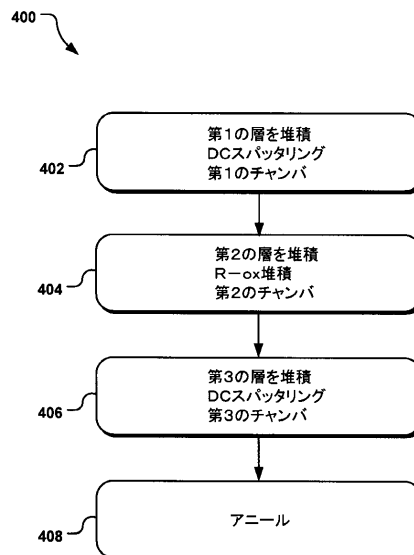 400
402
第1の層を堆積
DCスパッタリング
第1のチャンバ
404
第2の層を堆積
R－ox堆積
第2のチャンバ
406
第3の層を堆積
DCスパッタリング
第3のチャンバ
408
アニール